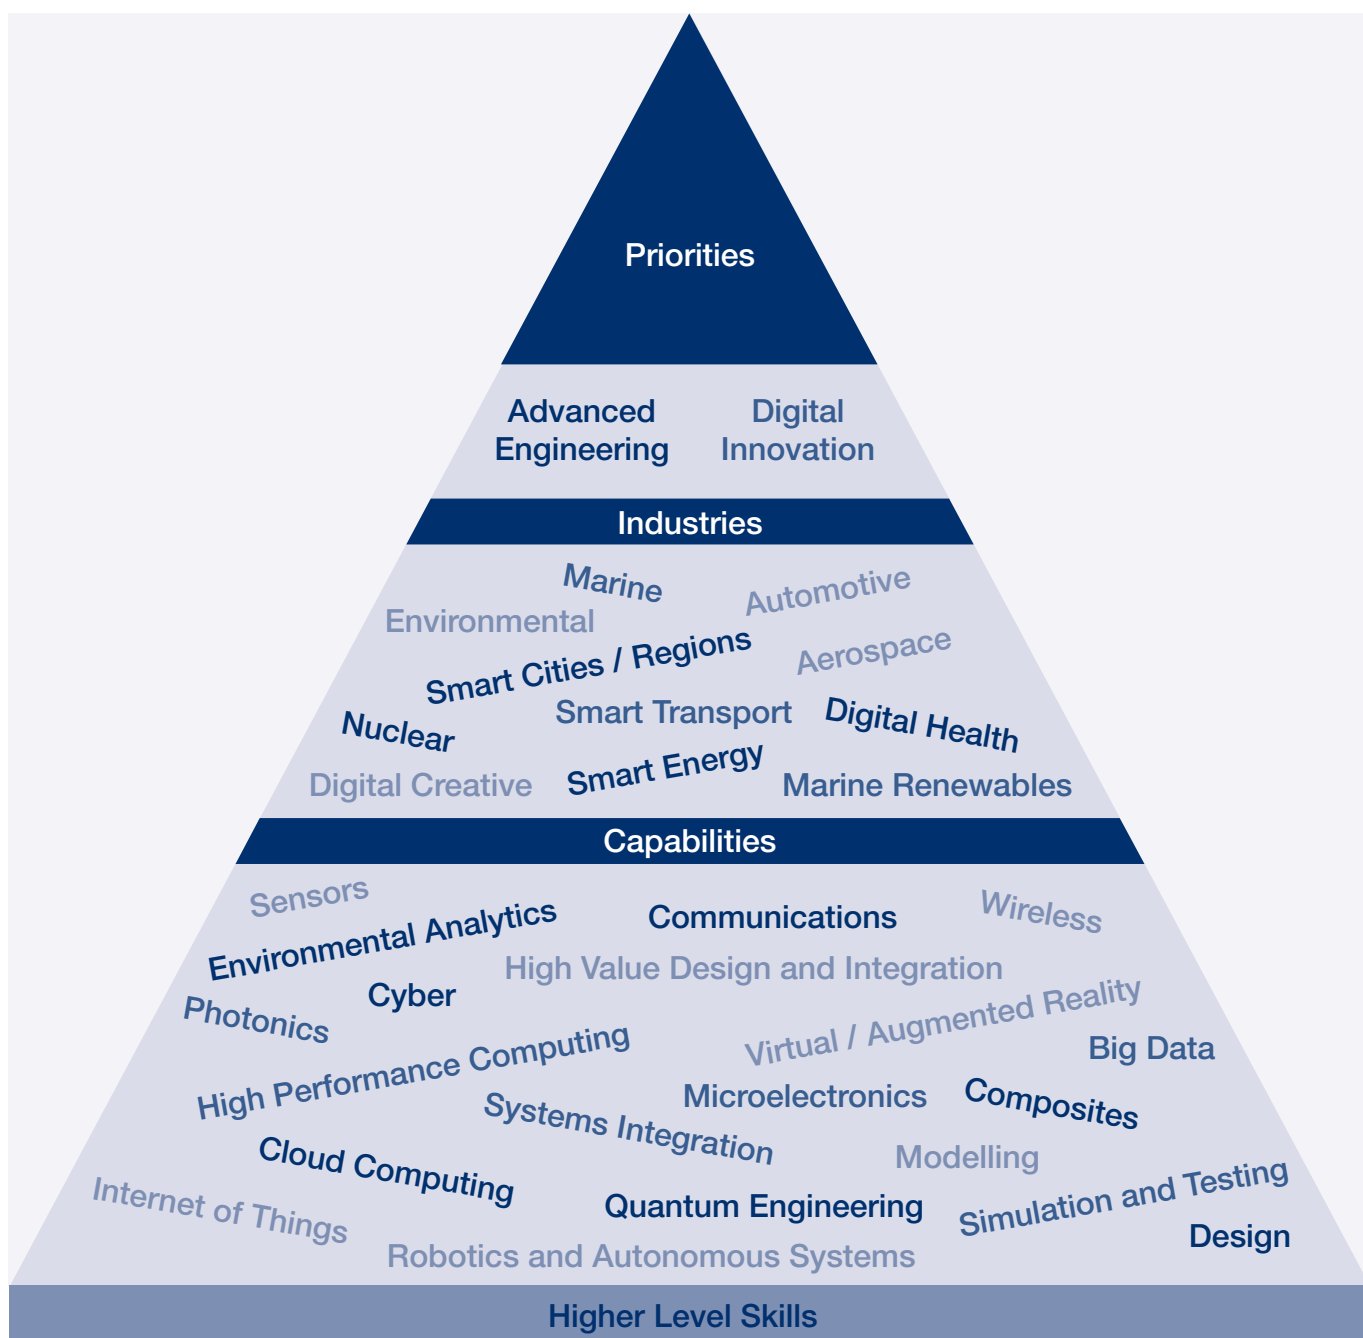 Priorities
Advanced
Engineering
Digital
Innovation
Industries
Marine
Automotive
Environmental
Smart Cities / Regions
Aerospace
Nuclear
Smart Transport
Digital Health
Digital Creative
Smart Energy
Marine Renewables
Capabilities
Sensors
Environmental Analytics
Communications
Wireless
High Value Design and Integration
Cyber
Photonics
Virtual / Augmented Reality
Big Data
High Performance Computing
Microelectronics
Composites
Systems Integration
Modelling
Cloud Computing
Simulation and Testing
Internet of Things
Quantum Engineering
Design
Robotics and Autonomous Systems
Higher Level Skills